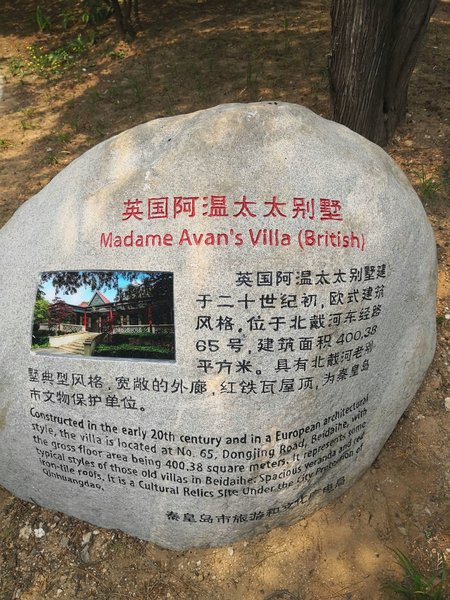 英国阿温太太别墅
Madame Avan's Villa (British)
英国阿温太太别墅建
于二十世纪初，欧式建筑
风格，位于北戴河东经路
65号，建筑面积400.38
平方米。具有北戴河老别
墅典型风格，宽敞的外廊，红铁瓦屋顶，为秦皇岛
市文物保护单位。
Constructed in the early 20th century and in a European architectural
style, the villa is located at No. 65, Dongjing Road, Beidaihe, with
the gross floor area being 400.38 square meters. It represents some
typical styles of those old villas in Beidaihe: Spacious veranda and red
iron-tile roofs. It is a Cultural Relics Site Under the City Protection of
Qinhuangdao.
秦皇岛市旅游和文化广电局